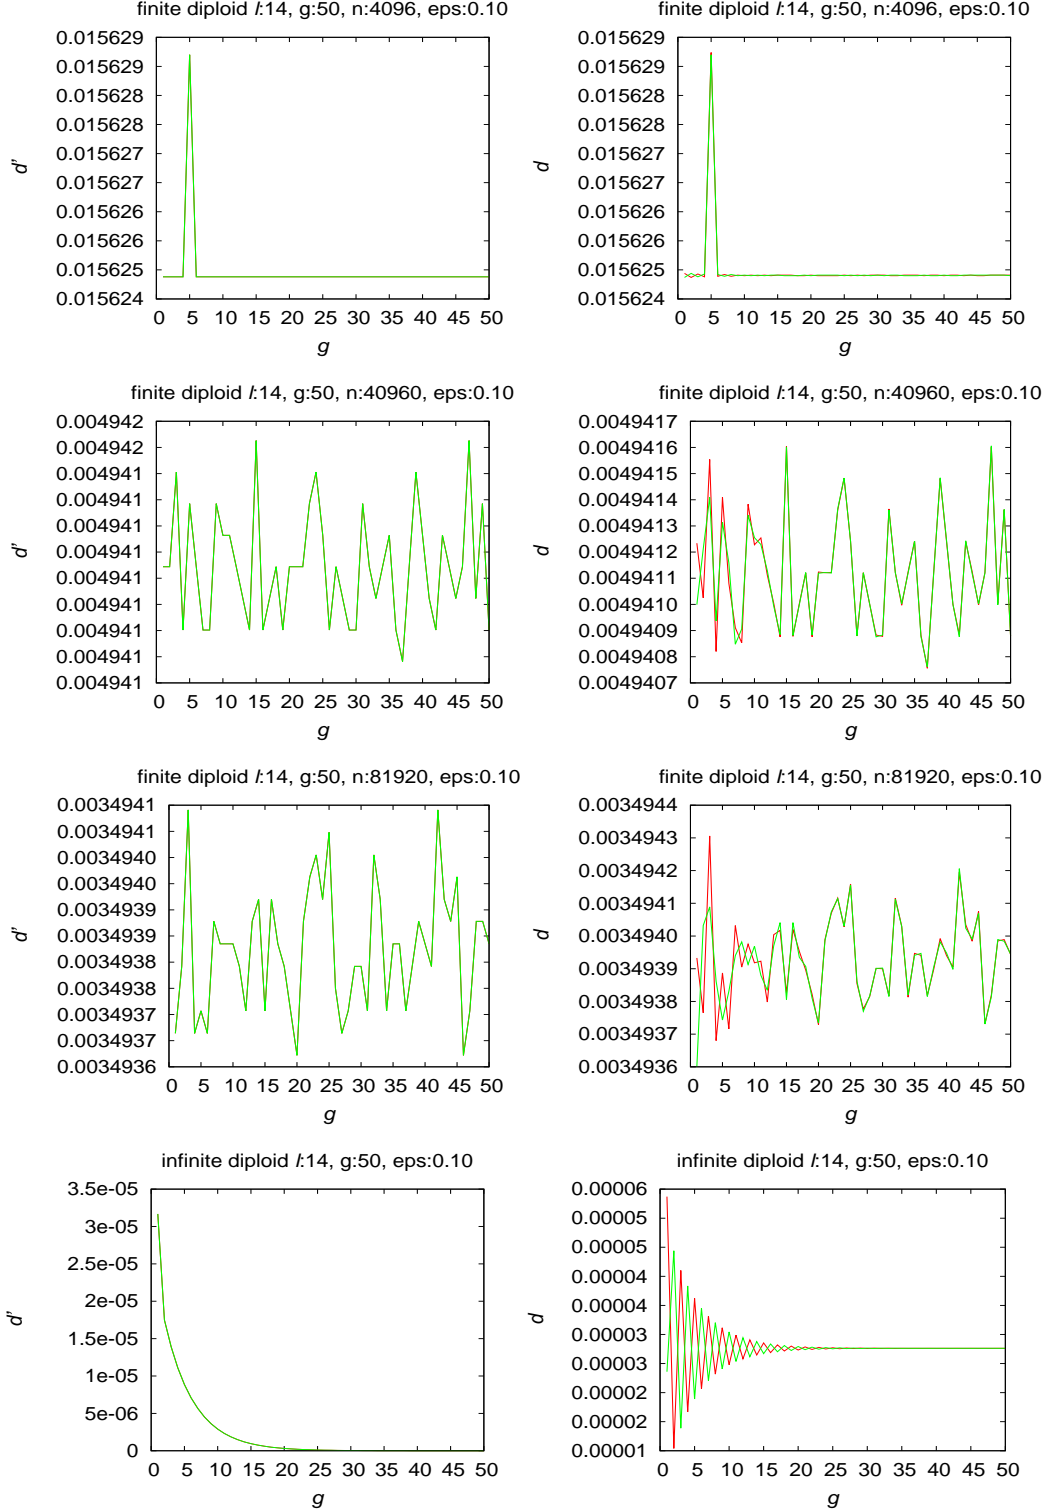 finite diploid l:14, g:50, n:4096, eps:0.10
0.015629
0.015629
0.015628
0.015628
0.015627
0.015627
0.015626
0.015626
0.015625
0.015624
d'
0 5 10 15 20 25 30 35 40 45 50
g
finite diploid l:14, g:50, n:4096, eps:0.10
0.015629
0.015629
0.015628
0.015628
0.015627
0.015627
0.015626
0.015626
0.015625
0.015624
d
0 5 10 15 20 25 30 35 40 45 50
g
finite diploid l:14, g:50, n:40960, eps:0.10
0.004942
0.004942
0.004941
0.004941
0.004941
0.004941
0.004941
0.004941
0.004941
0.004941
0.004941
d'
0 5 10 15 20 25 30 35 40 45 50
g
finite diploid l:14, g:50, n:40960, eps:0.10
0.0049417
0.0049416
0.0049415
0.0049414
0.0049413
0.0049412
0.0049411
0.0049410
0.0049409
0.0049408
0.0049407
d
0 5 10 15 20 25 30 35 40 45 50
g
finite diploid l:14, g:50, n:81920, eps:0.10
0.0034941
0.0034941
0.0034940
0.0034940
0.0034939
0.0034939
0.0034938
0.0034938
0.0034937
0.0034937
0.0034936
d'
0 5 10 15 20 25 30 35 40 45 50
g
finite diploid l:14, g:50, n:81920, eps:0.10
0.0034944
0.0034943
0.0034942
0.0034941
0.0034940
0.0034939
0.0034938
0.0034937
0.0034936
d
0 5 10 15 20 25 30 35 40 45 50
g
infinite diploid l:14, g:50, eps:0.10
3.5e-05
3e-05
2.5e-05
2e-05
1.5e-05
1e-05
5e-06
0
d'
0 5 10 15 20 25 30 35 40 45 50
g
infinite diploid l:14, g:50, eps:0.10
0.00006
0.00005
0.00005
0.00004
0.00004
0.00003
0.00003
0.00002
0.00002
0.00001
d
0 5 10 15 20 25 30 35 40 45 50
g